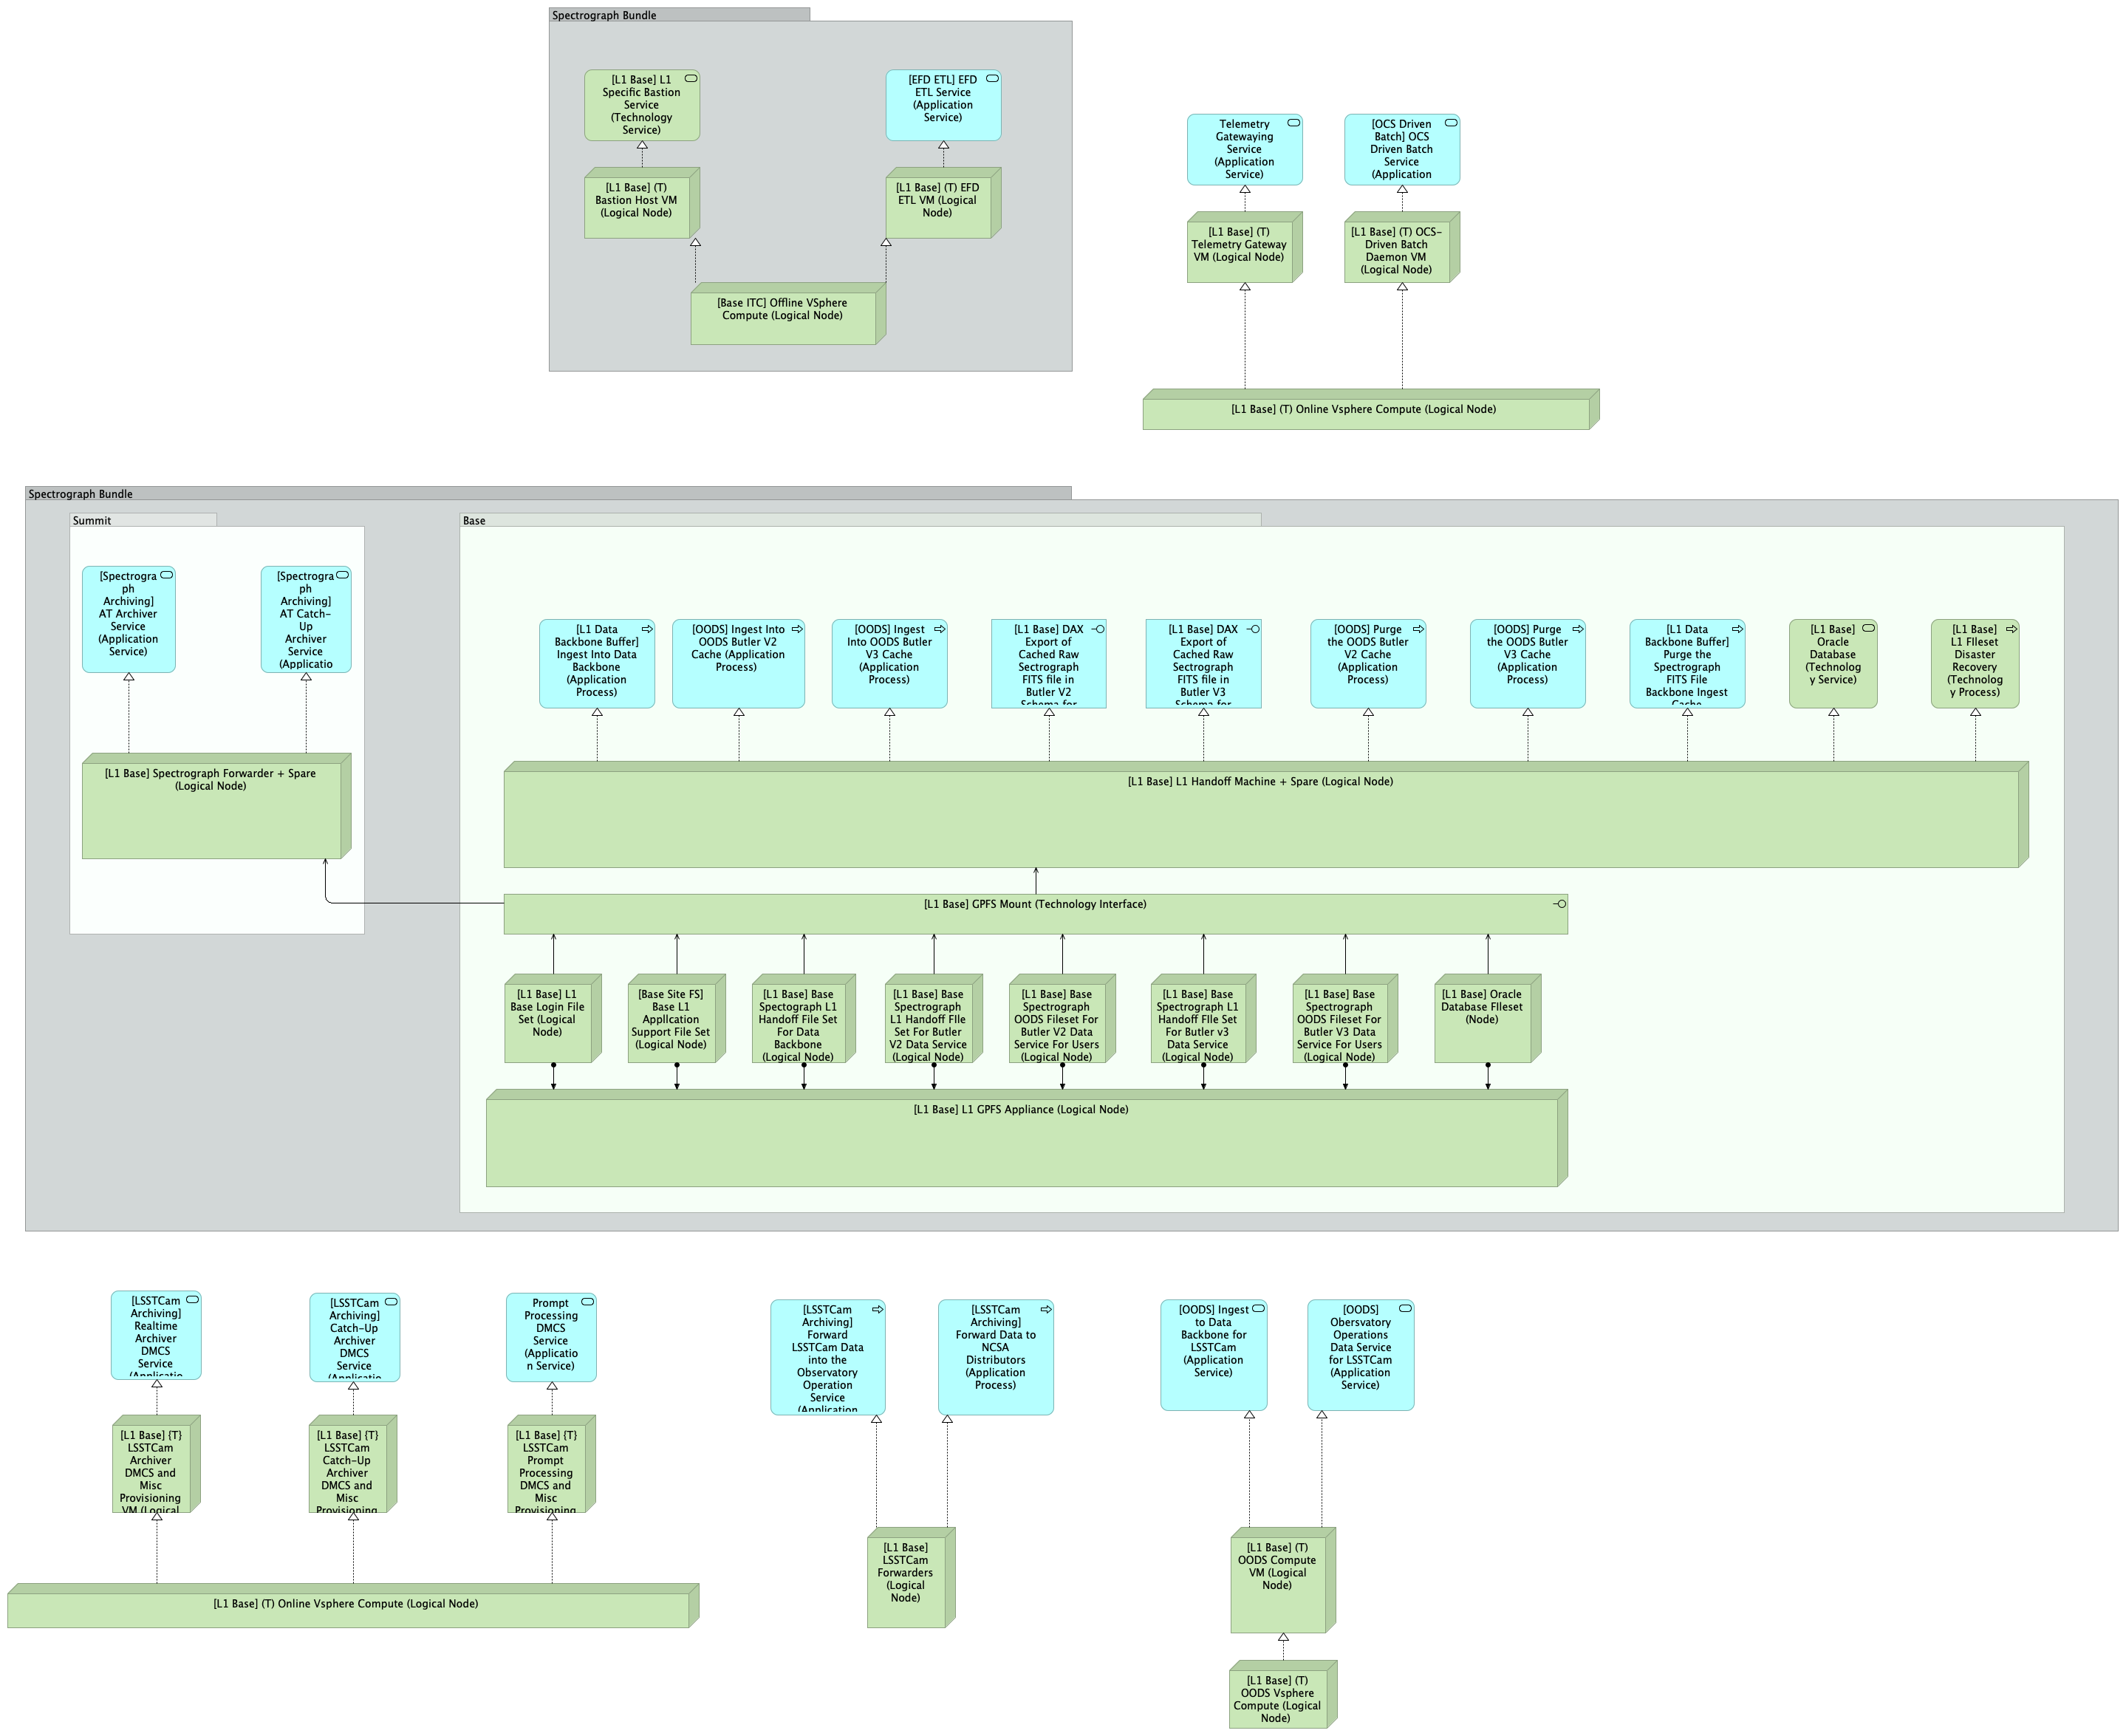 Spectrograph Bundle
[L1 Base] L1
Specific Bastion
Service
(Technology
Service)
[EFD ETL] EFD
ETL Service
(Application
Service)
[L1 Base] (T)
Bastion Host VM
(Logical Node)
[L1 Base] (T) EFD
ETL VM (Logical
Node)
[Base ITC] Offline VSphere
Compute (Logical Node)
Telemetry
Gatewaying
Service
(Application
Service)
[OCS Driven
Batch] OCS
Driven Batch
Service
(Application
[L1 Base] (T)
Telemetry Gateway
VM (Logical Node)
[L1 Base] (T) OCS-
Driven Batch
Daemon VM
(Logical Node)
[L1 Base] (T) Online Vsphere Compute (Logical Node)
Spectrograph Bundle
Summit
[Spectrogra
ph
Archiving]
AT Archiver
Service
(Application
Service)
[Spectrogra
ph
Archiving]
AT Catch-
Up
Archiver
Service
(Applicatio
[L1 Base] Spectrograph Forwarder + Spare
(Logical Node)
Base
[L1 Data
Backbone Buffer]
Ingest Into Data
Backbone
(Application
Process)
[OODS] Ingest Into
OODS Butler V2
Cache (Application
Process)
[OODS] Ingest
Into OODS Butler
V3 Cache
(Application
Process)
[L1 Base] DAX
Export of
Cached Raw
Sectrograph
FITS file in
Butler V2
Schema for
[L1 Base] DAX
Export of
Cached Raw
Sectrograph
FITS file in
Butler V3
Schema for
[OODS] Purge
the OODS Butler
V2 Cache
(Application
Process)
[OODS] Purge
the OODS Butler
V3 Cache
(Application
Process)
[L1 Data
Backbone Buffer]
Purge the
Spectrograph
FITS File
Backbone Ingest
Cache
[L1 Base]
Oracle
Database
(Technolog
y Service)
[L1 Base]
L1 FIleset
Disaster
Recovery
(Technolog
y Process)
[L1 Base] L1 Handoff Machine + Spare (Logical Node)
[L1 Base] GPFS Mount (Technology Interface)
[L1 Base] L1
Base Login File
Set (Logical
Node)
[Base Site FS]
Base L1
Appllcation
Support File Set
(Logical Node)
[L1 Base] Base
Spectograph L1
Handoff File Set
For Data
Backbone
(Logical Node)
[L1 Base] Base
Spectrograph
L1 Handoff FIle
Set For Butler
V2 Data Service
(Logical Node)
[L1 Base] Base
Spectrograph
OODS Fileset For
Butler V2 Data
Service For Users
(Logical Node)
[L1 Base] Base
Spectrograph L1
Handoff FIle Set
For Butler v3
Data Service
(Logical Node)
[L1 Base] Base
Spectrograph
OODS Fileset For
Butler V3 Data
Service For Users
(Logical Node)
[L1 Base] Oracle
Database FIleset
(Node)
[L1 Base] L1 GPFS Appliance (Logical Node)
[LSSTCam
Archiving]
Realtime
Archiver
DMCS
Service
(Applicatio
[LSSTCam
Archiving]
Catch-Up
Archiver
DMCS
Service
(Applicatio
Prompt
Processing
DMCS
Service
(Applicatio
n Service)
[L1 Base] {T}
LSSTCam
Archiver
DMCS and
Misc
Provisioning
VM (Logical
[L1 Base] {T}
LSSTCam
Catch-Up
Archiver
DMCS and
Misc
Provisioning
[L1 Base] {T}
LSSTCam
Prompt
Processing
DMCS and
Misc
Provisioning
[L1 Base] (T) Online Vsphere Compute (Logical Node)
[LSSTCam
Archiving]
Forward
LSSTCam Data
into the
Observatory
Operation
Service
(Application
[LSSTCam
Archiving]
Forward Data to
NCSA
Distributors
(Application
Process)
[L1 Base]
LSSTCam
Forwarders
(Logical
Node)
[OODS] Ingest
to Data
Backbone for
LSSTCam
(Application
Service)
[OODS]
Obersvatory
Operations
Data Service
for LSSTCam
(Application
Service)
[L1 Base] (T)
OODS Compute
VM (Logical
Node)
[L1 Base] (T)
OODS Vsphere
Compute (Logical
Node)